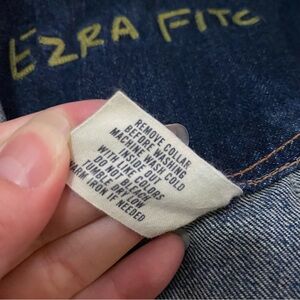 EZRA FITC
REMOVE COLLAR
BEFORE WASHING
MACHINE WASH COLD
INSIDE OUT
WITH LIKE COLORS
DO NOT BLEACH
TUMBLE DRY LOW
WARM IRON IF NEEDED